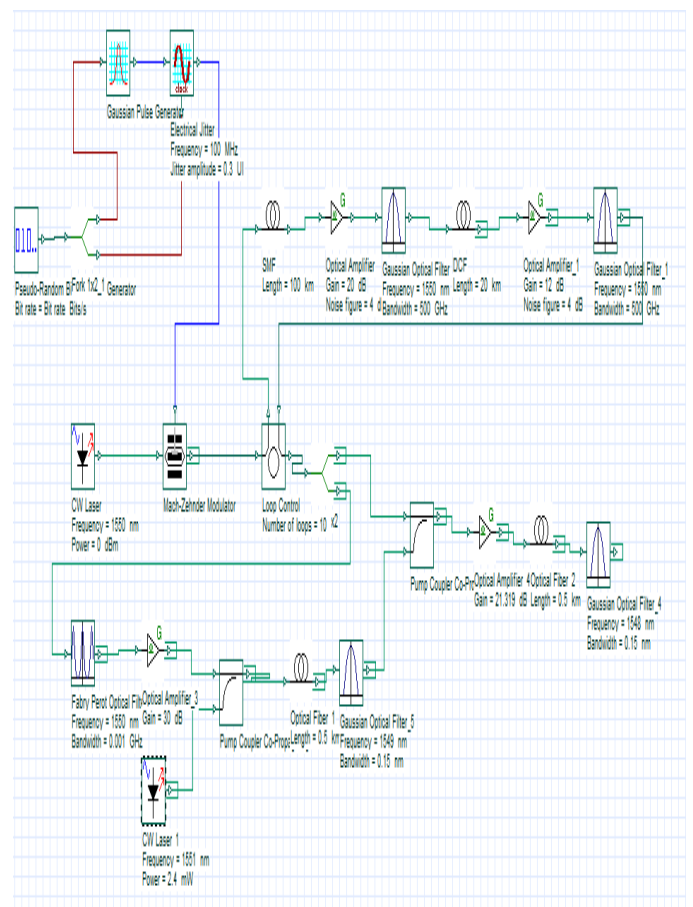 Gaussian Pulse Generator
clock
Electrical Jitter
Frequency = 100 MHz
Jitter amplitude = 0.3 UI
Pseudo-Random Bi
Fork 1x2_1
Generator
Bit rate = Bit rate Bits/s
SMF
Length = 100 km
G
Optical Amplifier
Gain = 20 dB
Noise figure = 4 d
Gaussian Optical Filter
Frequency = 1550 nm
Bandwidth = 500 GHz
DCF
Length = 20 km
G
Optical Amplifier_1
Gain = 12 dB
Noise figure = 4 dB
Gaussian Optical Filter_1
Frequency = 1550 nm
Bandwidth = 500 GHz
CW Laser
Frequency = 1550 nm
Power = 0 dBm
Mach-Zehnder Modulator
Loop Control
Number of loops = 10
x2
Pump Coupler Co-Pro
G
Optical Amplifier 4
Gain = 21.319 dB
Optical Fiber 2
Length = 0.5 km
Gaussian Optical Filter_4
Frequency = 1548 nm
Bandwidth = 0.15 nm
Fabry Perot Optical Filt
Frequency = 1550 nm
Bandwidth = 0.001 GHz
G
Optical Amplifier_3
Gain = 30 dB
Pump Coupler Co-Propa
Optical Fiber 1
Length = 0.5 km
Gaussian Optical Filter_5
Frequency = 1549 nm
Bandwidth = 0.15 nm
CW Laser 1
Frequency = 1551 nm
Power = 2.4 mW